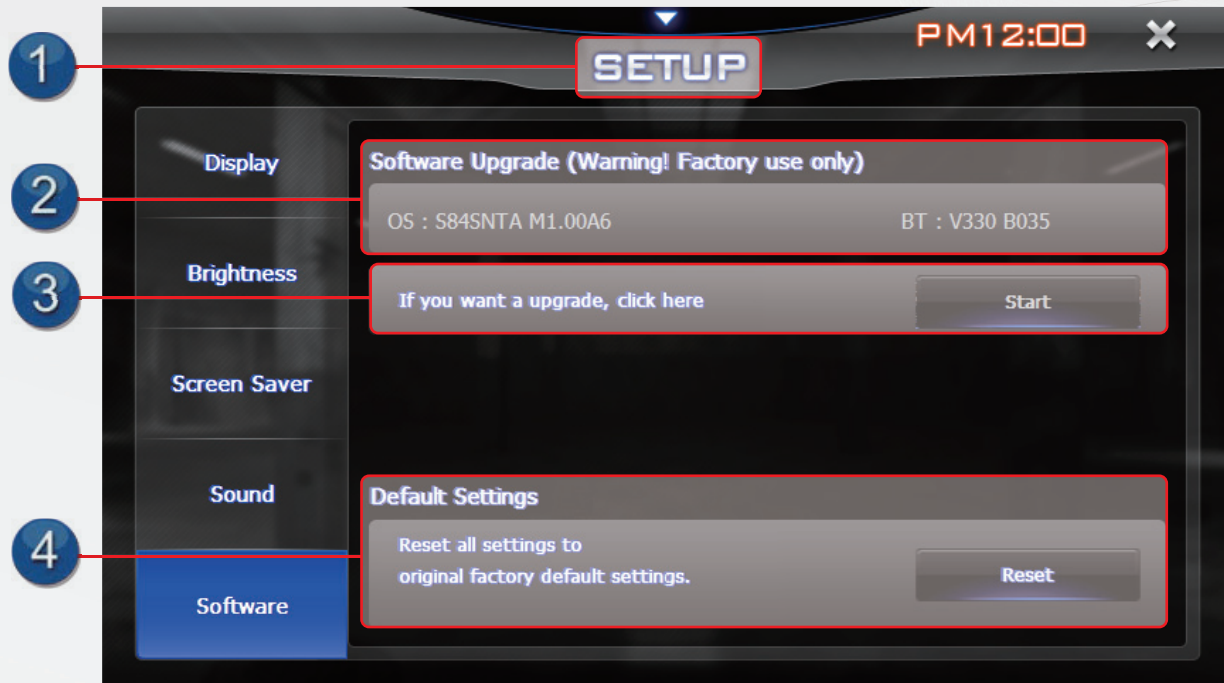 PM12:00
1
SETUP
Display
Software Upgrade (Warning! Factory use only)
2
OS : S84SNTA M1.00A6 BT : V330 B035
Brightness
3
If you want a upgrade, click here Start
Screen Saver
Sound
Default Settings
4
Reset all settings to
original factory default settings. Reset
Software